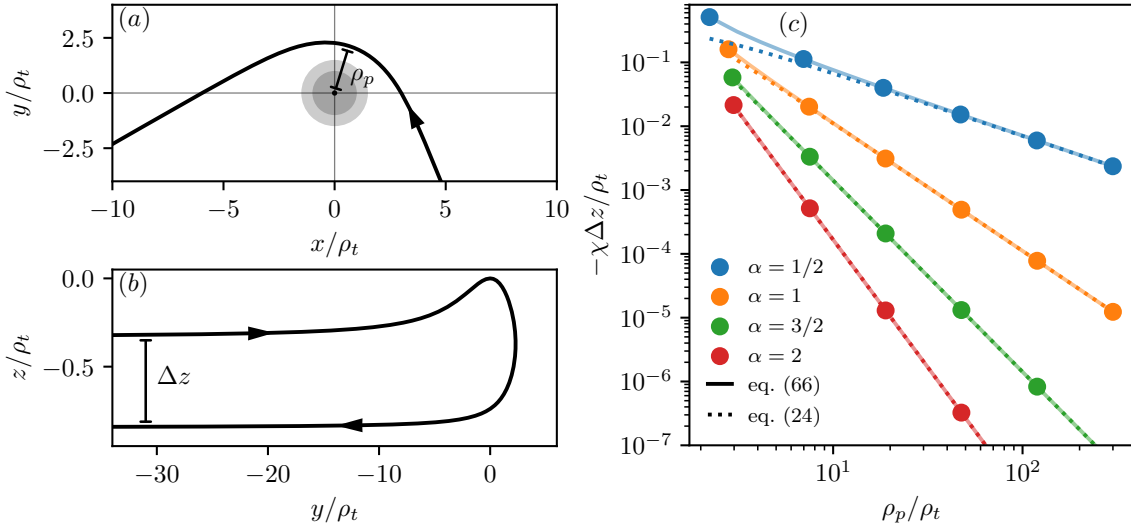 (a)
2.5
0.0
−2.5
y/ρt
ρp
−10
−5
0
5
10
x/ρt
(b)
0.0
−0.5
z/ρt
Δz
−30
−20
−10
0
y/ρt
(c)
10−1
10−2
10−3
10−4
10−5
10−6
10−7
−χΔz/ρt
α = 1/2
α = 1
α = 3/2
α = 2
eq. (66)
eq. (24)
101
102
ρp/ρt